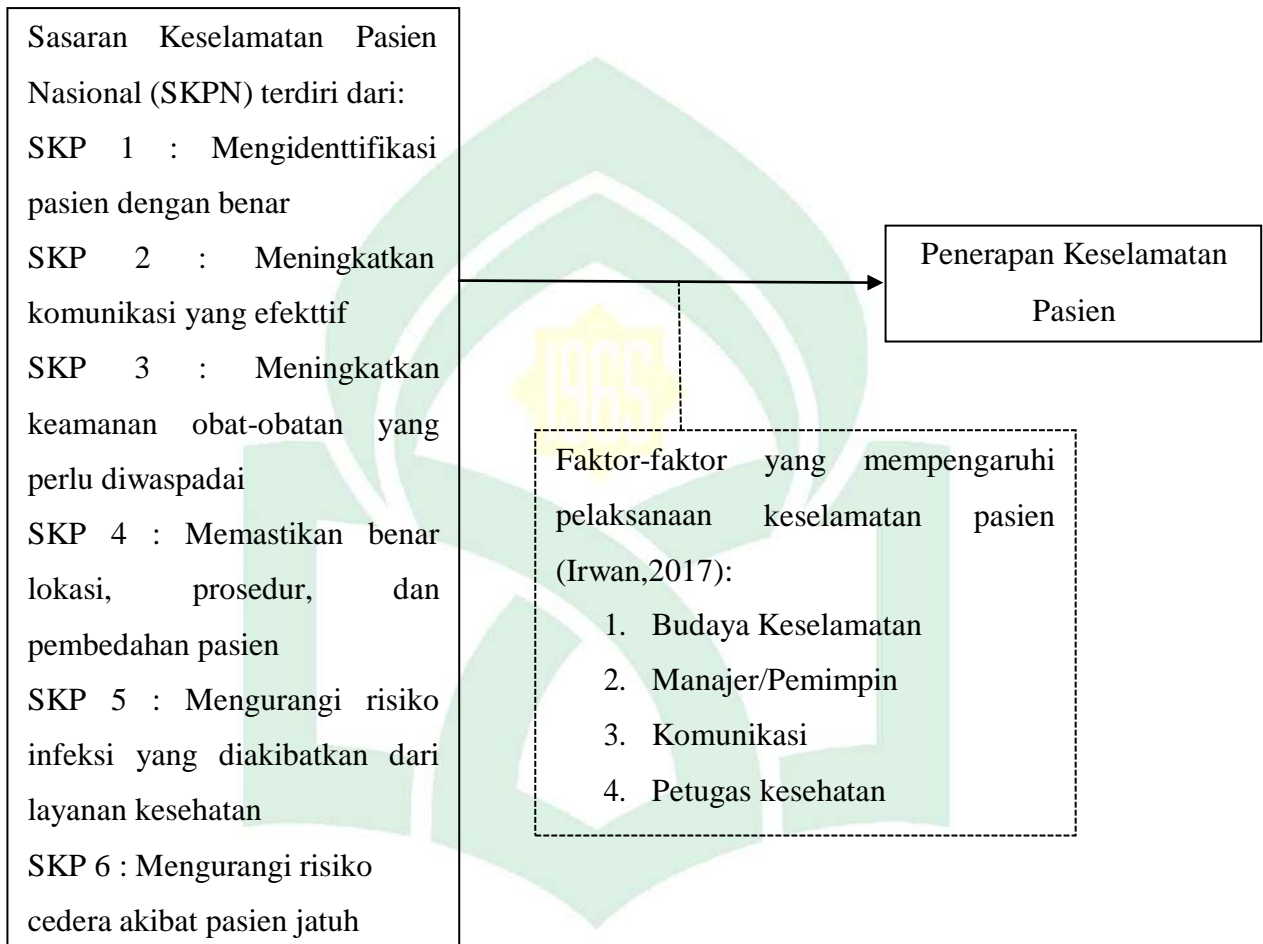 Sasaran Keselamatan Pasien
Nasional (SKPN) terdiri dari:
SKP 1 : Mengidenttifikasi
pasien dengan benar
SKP 2 : Meningkatkan
komunikasi yang efekttif
SKP 3 : Meningkatkan
keamanan obat-obatan yang
perlu diwaspadai
SKP 4 : Memastikan benar
lokasi, prosedur, dan
pembedahan pasien
SKP 5 : Mengurangi risiko
infeksi yang diakibatkan dari
layanan kesehatan
SKP 6 : Mengurangi risiko
cedera akibat pasien jatuh
Penerapan Keselamatan
Pasien
Faktor-faktor yang mempengaruhi
pelaksanaan keselamatan pasien
(Irwan,2017):
1. Budaya Keselamatan
2. Manajer/Pemimpin
3. Komunikasi
4. Petugas kesehatan
1965